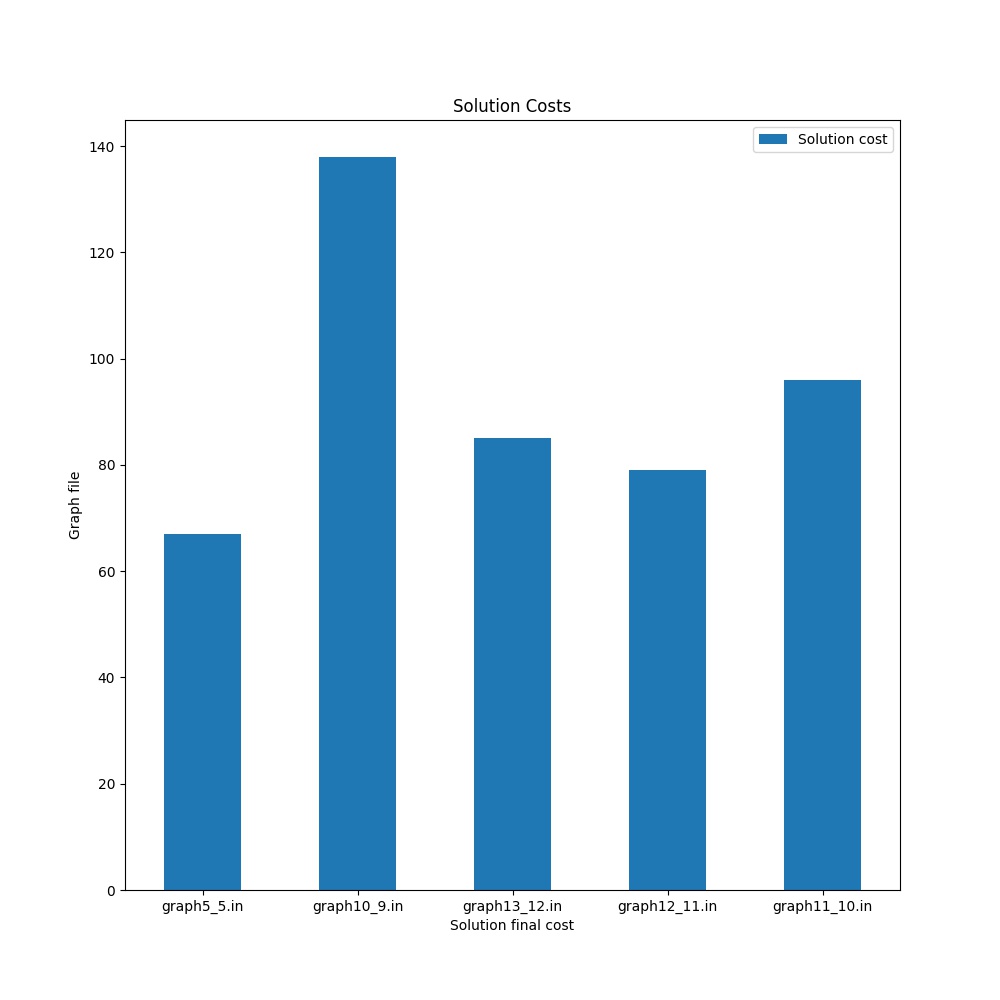 Solution Costs
Solution cost
140
120
100
80
60
40
20
0
Graph file
graph5_5.in graph10_9.in graph13_12.in graph12_11.in graph11_10.in
Solution final cost